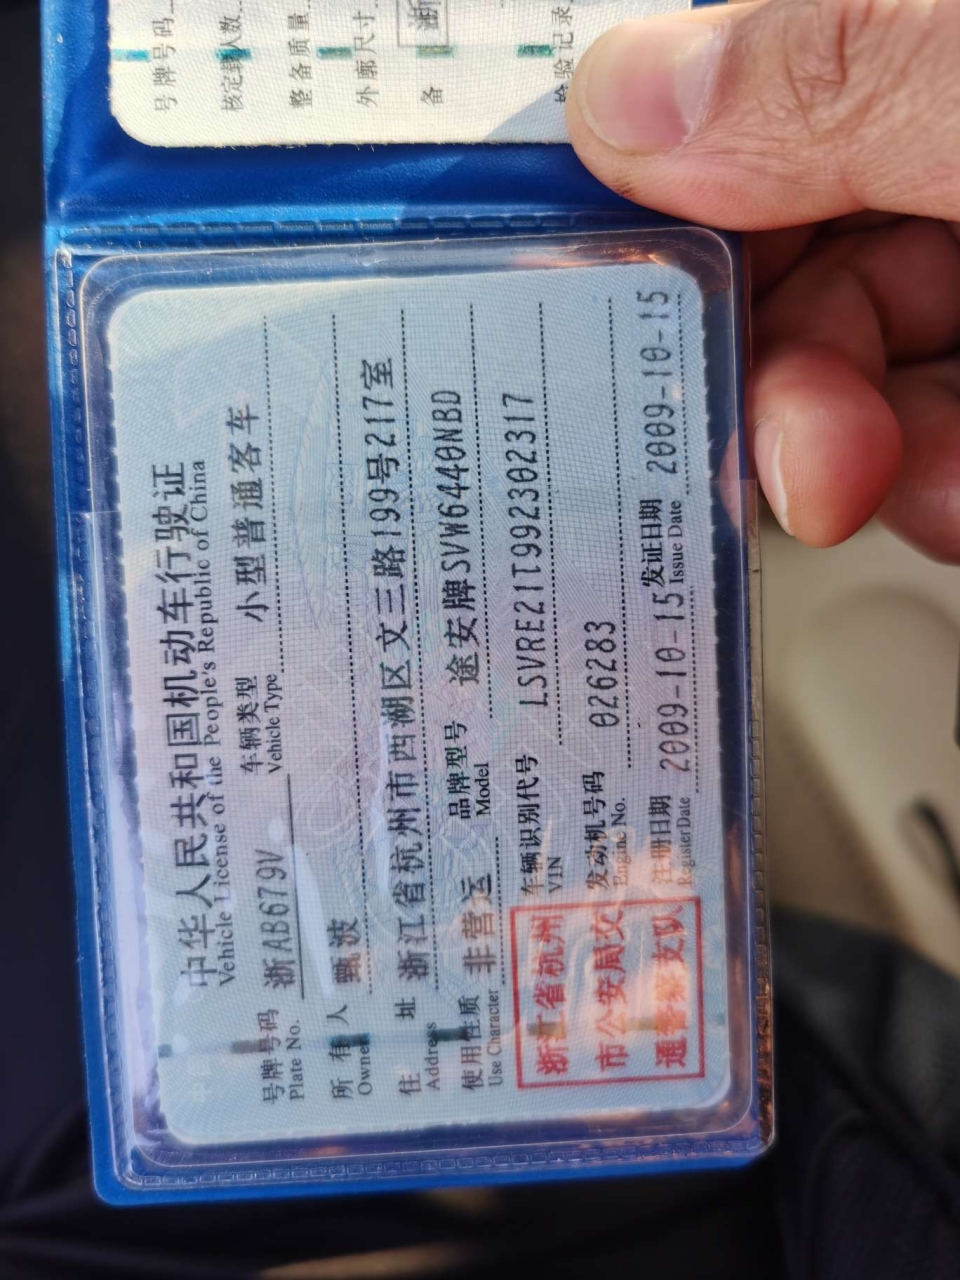 号牌号码
核定载人数
整备质量
外廓尺寸
备
浙
检验记录
中华人民共和国机动车行驶证
Vehicle License of the People's Republic of China
号牌号码 浙AB679V 车辆类型 小型普通客车
Plate No. Vehicle Type
所有人 甄波
Owner
住址 浙江省杭州市西湖区文三路199号217室
Address
使用性质 非营运 品牌型号 途安牌SVW6440NBD
Use Character Model
浙江省杭州
市公安局交
通警察支队
车辆识别代号 LSVRE21T992302317
VIN
发动机号码 026283
Engine No.
注册日期 2009-10-15 发证日期 2009-10-15
Register Date Issue Date